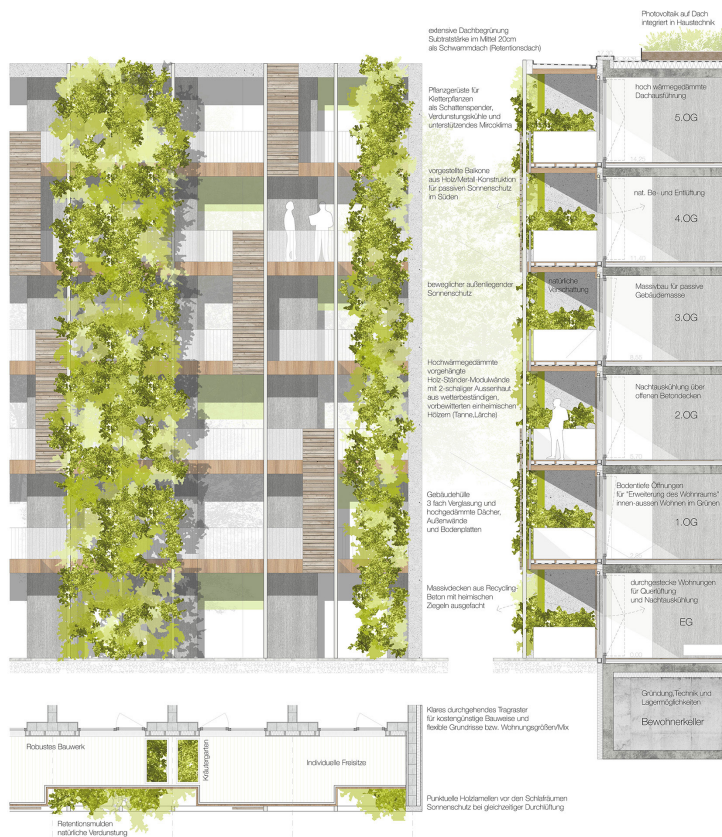 Photovoltaik auf Dach
integriert in Haustechnik
extensive Dachbegrünung
Subtratstärke im Mittel 20cm
als Schwammdach (Retentionsdach)
Pflanzgerüste für
Kletterpflanzen
als Schattenspender,
Verdunstungskühle und
unterstützendes Mircoklima
hoch wärmegedämmte
Dachausführung
5.OG
vorgestellte Balkone
aus Holz/Metall-Konstruktion
für passiven Sonnenschutz
im Süden
nat. Be- und Entlüftung
4.OG
beweglicher außenliegender
Sonnenschutz
natürliche
Verschattung
Massivbau für passive
Gebäudemasse
3.OG
Hochwärmegedämmte
vorgehängte
Holz-Ständer-Modulwände
mit 2-schaliger Aussenhaut
aus wetterbeständigen,
vorbewitterten einheimischen
Hölzern (Tanne,Lärche)
Nachtauskühlung über
offenen Betondecken
2.OG
Gebäudehülle
3 fach Verglasung und
hochgedämmte Dächer,
Außenwände
und Bodenplatten
Bodentiefe Öffnungen
für "Erweiterung des Wohnraums"
innen-aussen Wohnen im Grünen
1.OG
Massivdecken aus Recycling-
Beton mit heimischen
Ziegeln ausgefacht
durchgestecke Wohnungen
für Querlüftung
und Nachtauskühlung
EG
Gründung,Technik und
Lagermöglichkeiten
Bewohnerkeller
Klares durchgehendes Tragraster
für kostengünstige Bauweise und
flexible Grundrisse bzw. Wohnungsgrößen/Mix
Robustes Bauwerk
Kräutergarten
Individuelle Freisitze
Punktuelle Holzlamellen vor den Schlafräumen
Sonnenschutz bei gleichzeitiger Durchlüftung
Retentionsmulden
natürliche Verdunstung